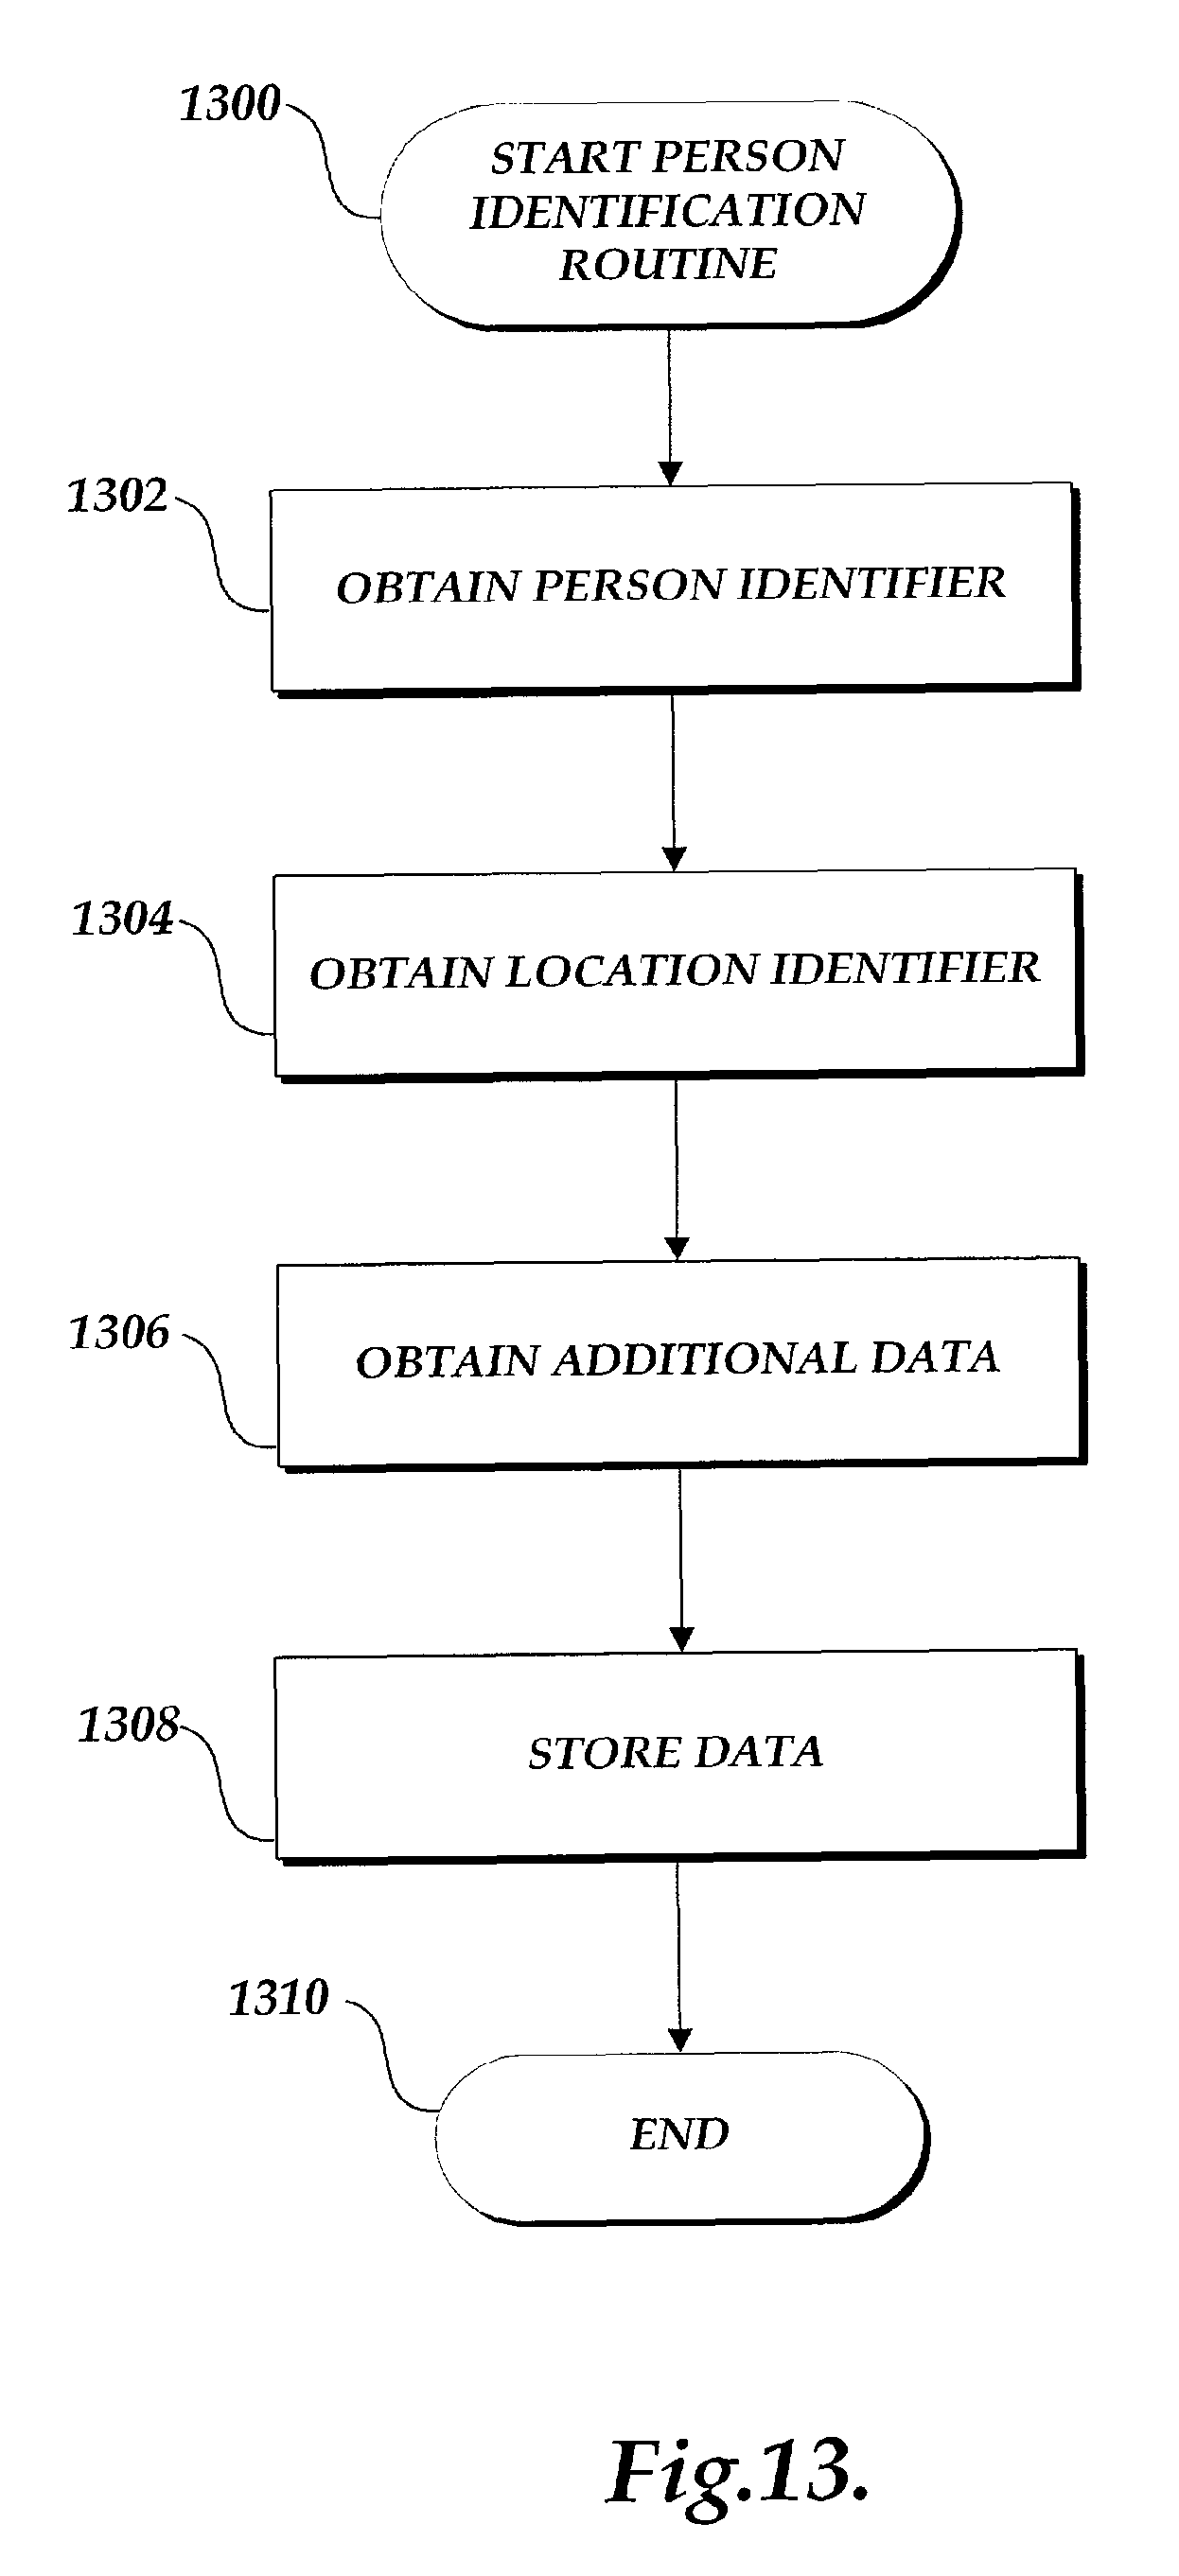 1300
START PERSON
IDENTIFICATION
ROUTINE
1302
OBTAIN PERSON IDENTIFIER
1304
OBTAIN LOCATION IDENTIFIER
1306
OBTAIN ADDITIONAL DATA
1308
STORE DATA
1310
END
Fig.13.